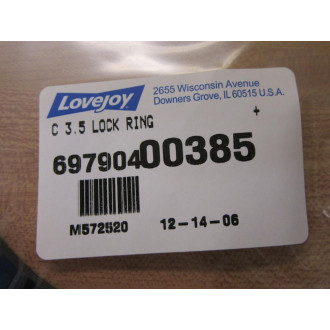 Lovejoy
2655 Wisconsin Avenue
Downers Grove, IL 60515 U.S.A.
C 3.5 LOCK RING
69790400385
M572520
12-14-06